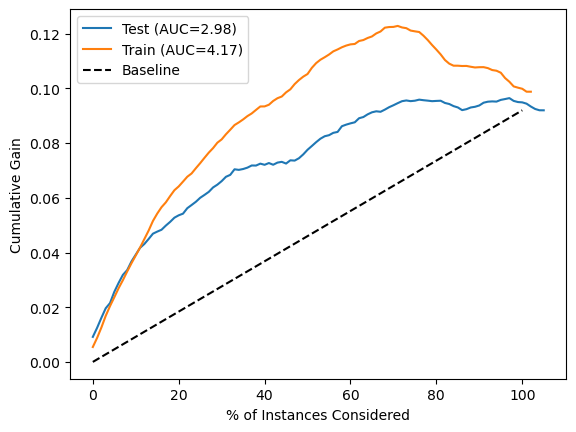 Test (AUC=2.98)
Train (AUC=4.17)
Baseline
Cumulative Gain
0.12
0.10
0.08
0.06
0.04
0.02
0.00
0 20 40 60 80 100
% of Instances Considered